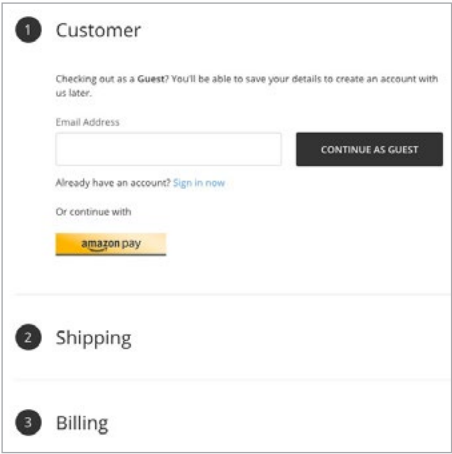 1 Customer
Checking out as a Guest? You'll be able to save your details to create an account with
us later.
Email Address
CONTINUE AS GUEST
Already have an account? Sign in now
Or continue with
amazon pay
2 Shipping
3 Billing